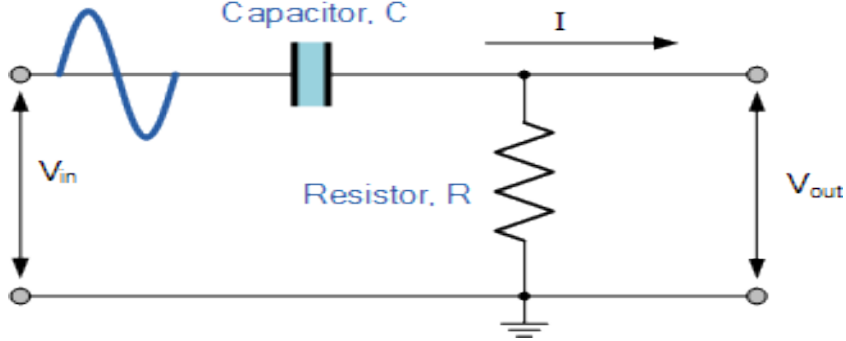 Capacitor, C
I
Vin
Resistor, R
Vout